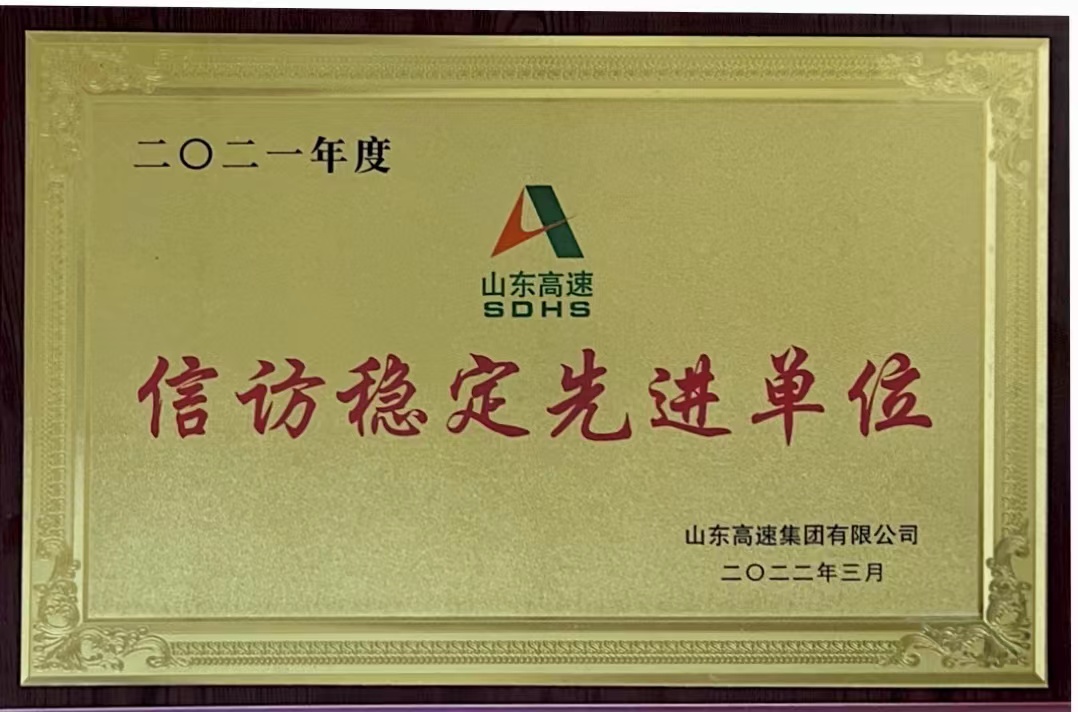 二〇二一年度
山东高速
SDHS
信访稳定先进单位
山东高速集团有限公司
二〇二二年三月